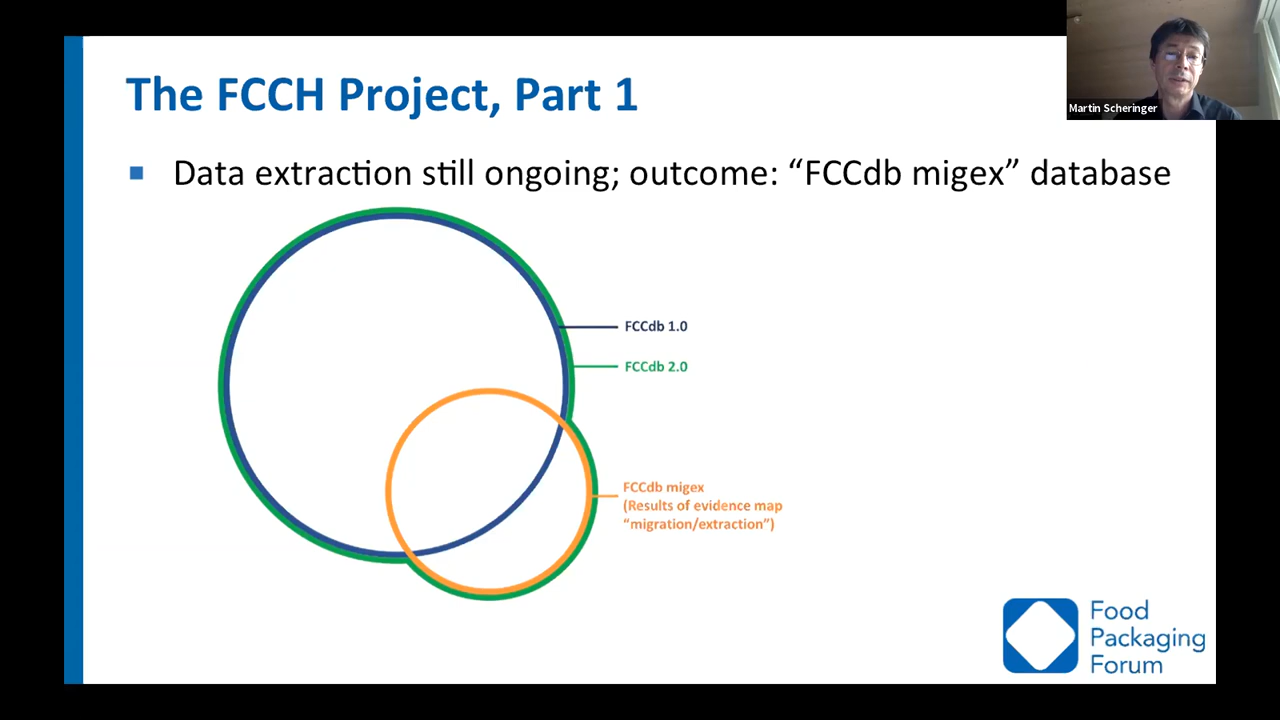 The FCCH Project, Part 1
Martin Scheringer
Data extraction still ongoing; outcome: “FCCdb migex” database
FCCdb 1.0
FCCdb 2.0
FCCdb migex
(Results of evidence map
“migration/extraction”)
Food
Packaging
Forum